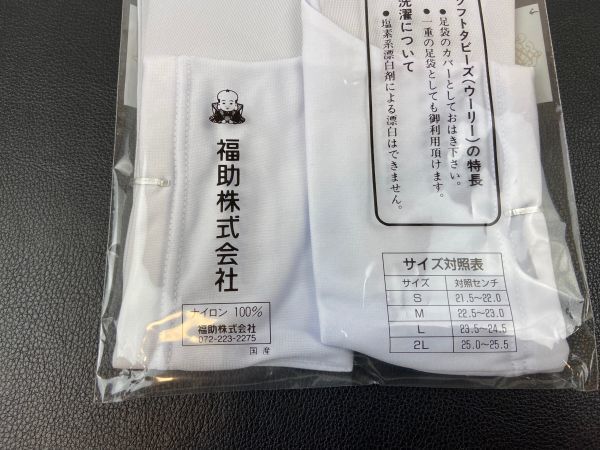 ソフトタビーズ(ウーリー)の特長
●足袋のカバーとしておはき下さい。
●一重の足袋としても御利用頂けます。
洗濯について
●塩素系漂白剤による漂白はできません。
福助株式会社
ナイロン 100%
福助株式会社
072-223-2275
国産
サイズ対照表
サイズ 対照センチ
S 21.5~22.0
M 22.5~23.0
L 23.5~24.5
2L 25.0~25.5